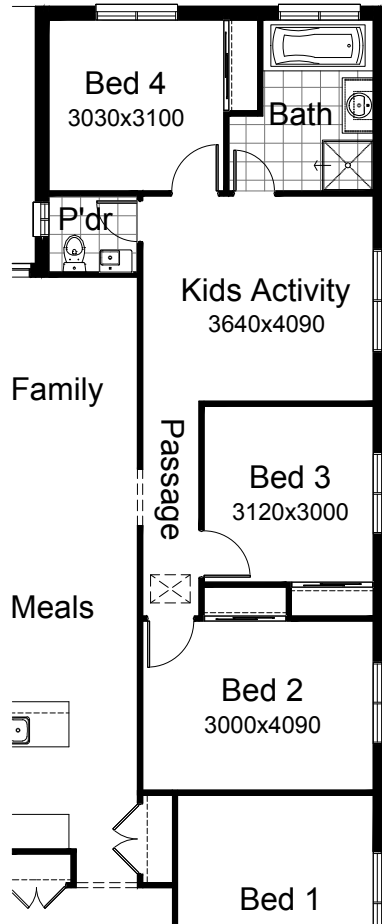 Bed 4
3030x3100
Bath
P'dr
Kids Activity
3640x4090
Family
Passage
Bed 3
3120x3000
Meals
Bed 2
3000x4090
Bed 1